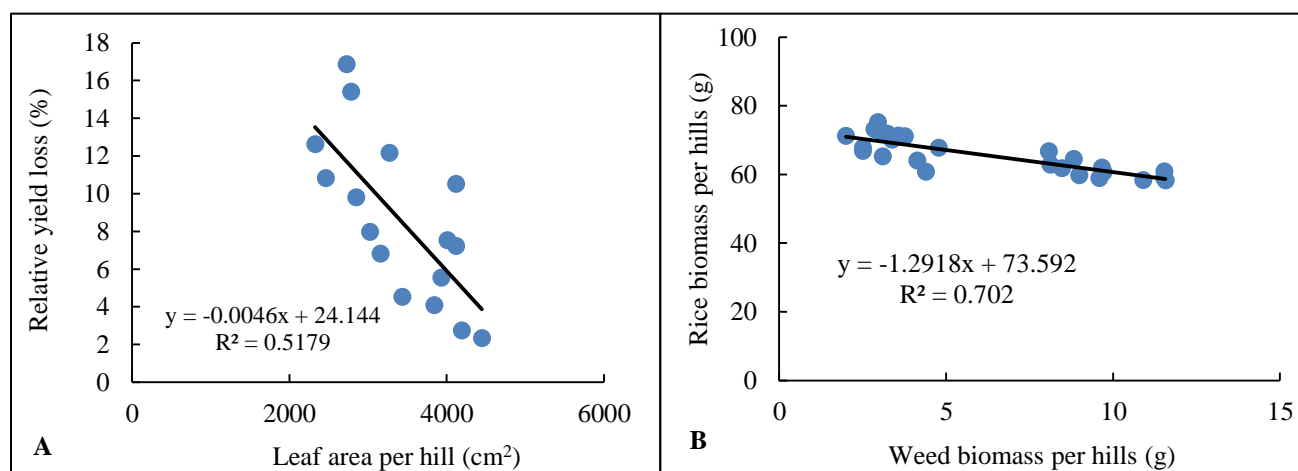 18
16
14
12
10
8
6
4
2
0
Relative yield loss (%)
y = -0.0046x + 24.144
R² = 0.5179
0 2000 4000 6000
Leaf area per hill (cm²)
A
100
80
60
40
20
0
Rice biomass per hills (g)
y = -1.2918x + 73.592
R² = 0.702
0 5 10 15
Weed biomass per hills (g)
B